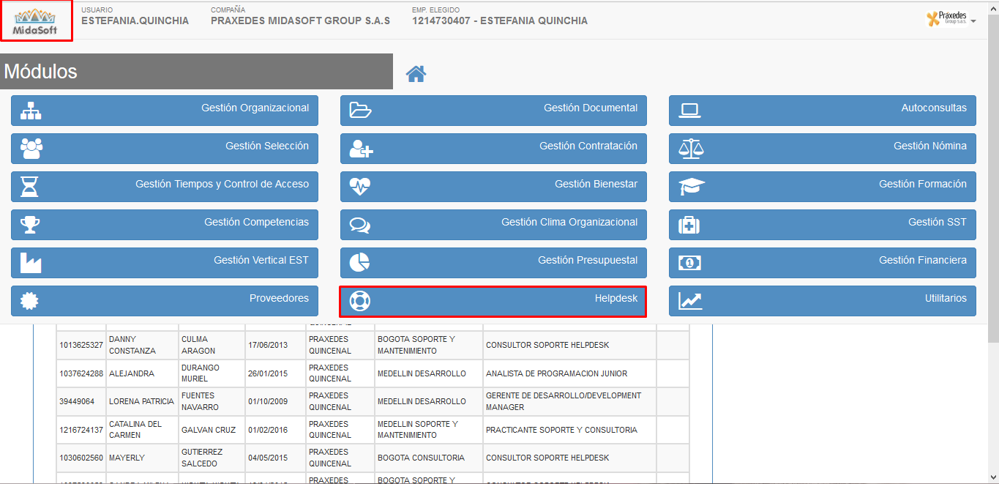 MidaSoft
USUARIO
ESTEFANIA.QUINCHIA
COMPAÑÍA
PRAXEDES MIDASOFT GROUP S.A.S
EMP. ELEGIDO
1214730407 - ESTEFANIA QUINCHIA
Práxedes
Group s.a.s.
Módulos
Gestión Organizacional
Gestión Documental
Autoconsultas
Gestión Selección
Gestión Contratación
Gestión Nómina
Gestión Tiempos y Control de Acceso
Gestión Bienestar
Gestión Formación
Gestión Competencias
Gestión Clima Organizacional
Gestión SST
Gestión Vertical EST
Gestión Presupuestal
Gestión Financiera
Proveedores
Helpdesk
Utilitarios
1013625327
DANNY
CONSTANZA
CULMA
ARAGON
17/06/2013
PRAXEDES
QUINCENAL
BOGOTA SOPORTE Y
MANTENIMIENTO
CONSULTOR SOPORTE HELPDESK
1037624288
ALEJANDRA
DURANGO
MURIEL
26/01/2015
PRAXEDES
QUINCENAL
MEDELLIN DESARROLLO
ANALISTA DE PROGRAMACION JUNIOR
39449064
LORENA PATRICIA
FUENTES
NAVARRO
01/10/2009
PRAXEDES
QUINCENAL
MEDELLIN DESARROLLO
GERENTE DE DESARROLLO/DEVELOPMENT
MANAGER
1216724137
CATALINA DEL
CARMEN
GALVAN CRUZ
01/02/2016
PRAXEDES
QUINCENAL
MEDELLIN SOPORTE Y
MANTENIMIENTO
PRACTICANTE SOPORTE Y CONSULTORIA
1030602560
MAYERLY
GUTIERREZ
SALCEDO
04/05/2015
PRAXEDES
QUINCENAL
BOGOTA CONSULTORIA
CONSULTOR SOPORTE HELPDESK
PRAXEDES
BOGOTA SOPORTE Y